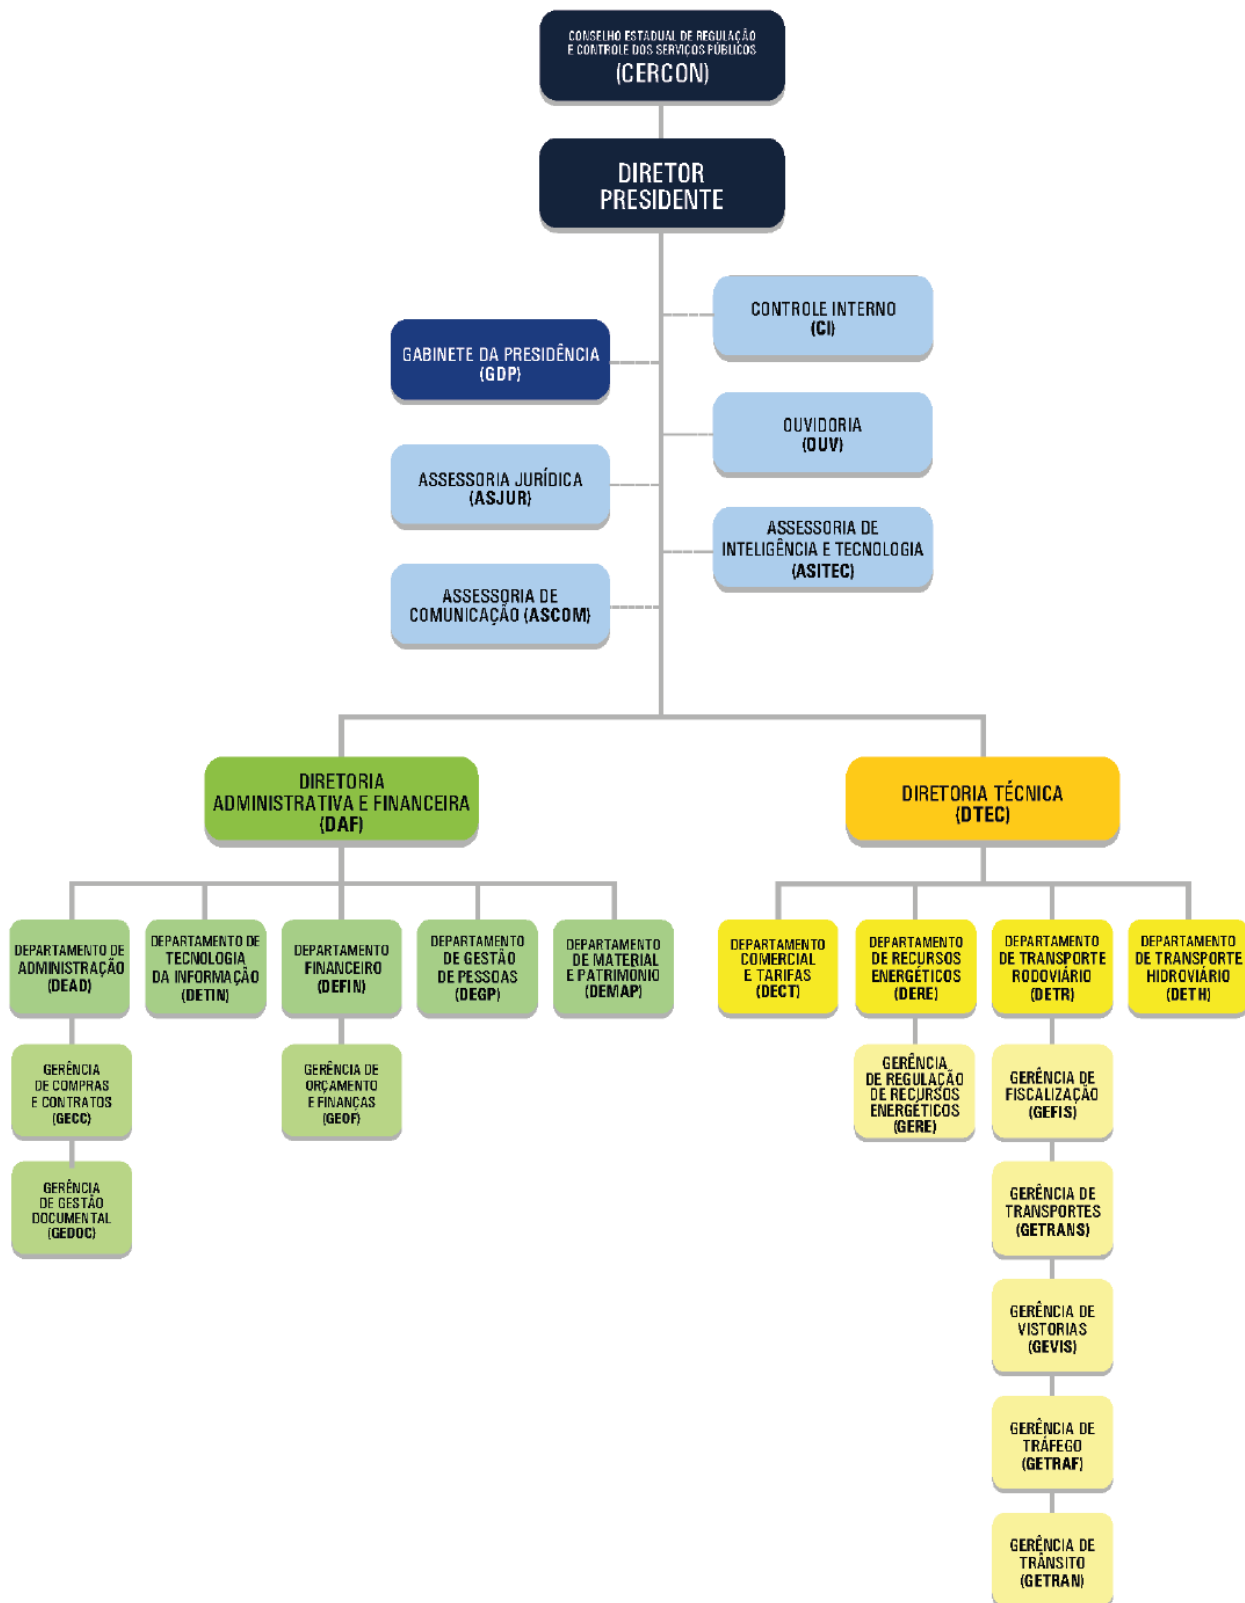 CONSELHO ESTADUAL DE REGULAÇÃO
E CONTROLE DOS SERVIÇOS PÚBLICOS
(CERCON)
DIRETOR
PRESIDENTE
CONTROLE INTERNO
(CI)
GABINETE DA PRESIDÊNCIA
(GDP)
OUVIDORIA
(OUV)
ASSESSORIA JURÍDICA
(ASJUR)
ASSESSORIA DE
INTELIGÊNCIA E TECNOLOGIA
(ASITEC)
ASSESSORIA DE
COMUNICAÇÃO (ASCOM)
DIRETORIA
ADMINISTRATIVA E FINANCEIRA
(DAF)
DIRETORIA TÉCNICA
(DTEC)
DEPARTAMENTO DE
ADMINISTRAÇÃO
(DEAD)
DEPARTAMENTO DE
TECNOLOGIA
DA INFORMAÇÃO
(DETIN)
DEPARTAMENTO
FINANCEIRO
(DEFIN)
DEPARTAMENTO
DE GESTÃO
DE PESSOAS
(DEGP)
DEPARTAMENTO
DE MATERIAL
E PATRIMONIO
(DEMAP)
DEPARTAMENTO
COMERCIAL
E TARIFAS
(DECT)
DEPARTAMENTO
DE RECURSOS
ENERGÉTICOS
(DERE)
DEPARTAMENTO
DE TRANSPORTE
RODOVIÁRIO
(DETR)
DEPARTAMENTO
DE TRANSPORTE
HIDROVIÁRIO
(DETH)
GERÊNCIA
DE COMPRAS
E CONTRATOS
(GECC)
GERÊNCIA DE
ORÇAMENTO
E FINANÇAS
(GEOF)
GERÊNCIA
DE REGULAÇÃO
DE RECURSOS
ENERGÉTICOS
(GERE)
GERÊNCIA DE
FISCALIZAÇÃO
(GEFIS)
GERÊNCIA
DE GESTÃO
DOCUMENTAL
(GEDOC)
GERÊNCIA DE
TRANSPORTES
(GETRANS)
GERÊNCIA DE
VISTORIAS
(GEVIS)
GERÊNCIA DE
TRÁFEGO
(GETRAF)
GERÊNCIA DE
TRÂNSITO
(GETRAN)